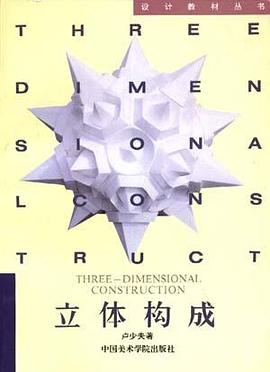 设计教材丛书
THREE
DIMEN
SIONA
LCONS
TRUCT
THREE-DIMENSIONAL
CONSTRUCTION
立体构成
卢少夫著
中国美术学院出版社